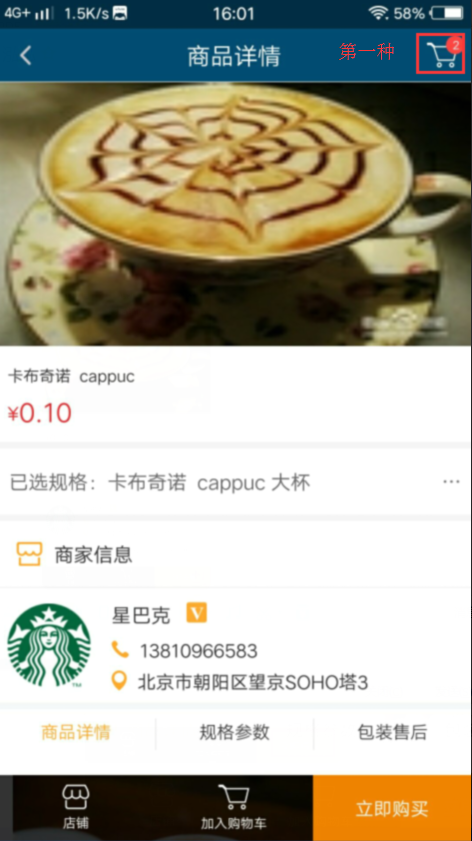 4G+ 1.5K/s 16:01 58%
商品详情 第一种 2
卡布奇诺 cappuc
¥0.10
已选规格：卡布奇诺 cappuc 大杯 ···
商家信息
星巴克 V
13810966583
北京市朝阳区望京SOHO塔3
商品详情 规格参数 包装售后
店铺 加入购物车 立即购买